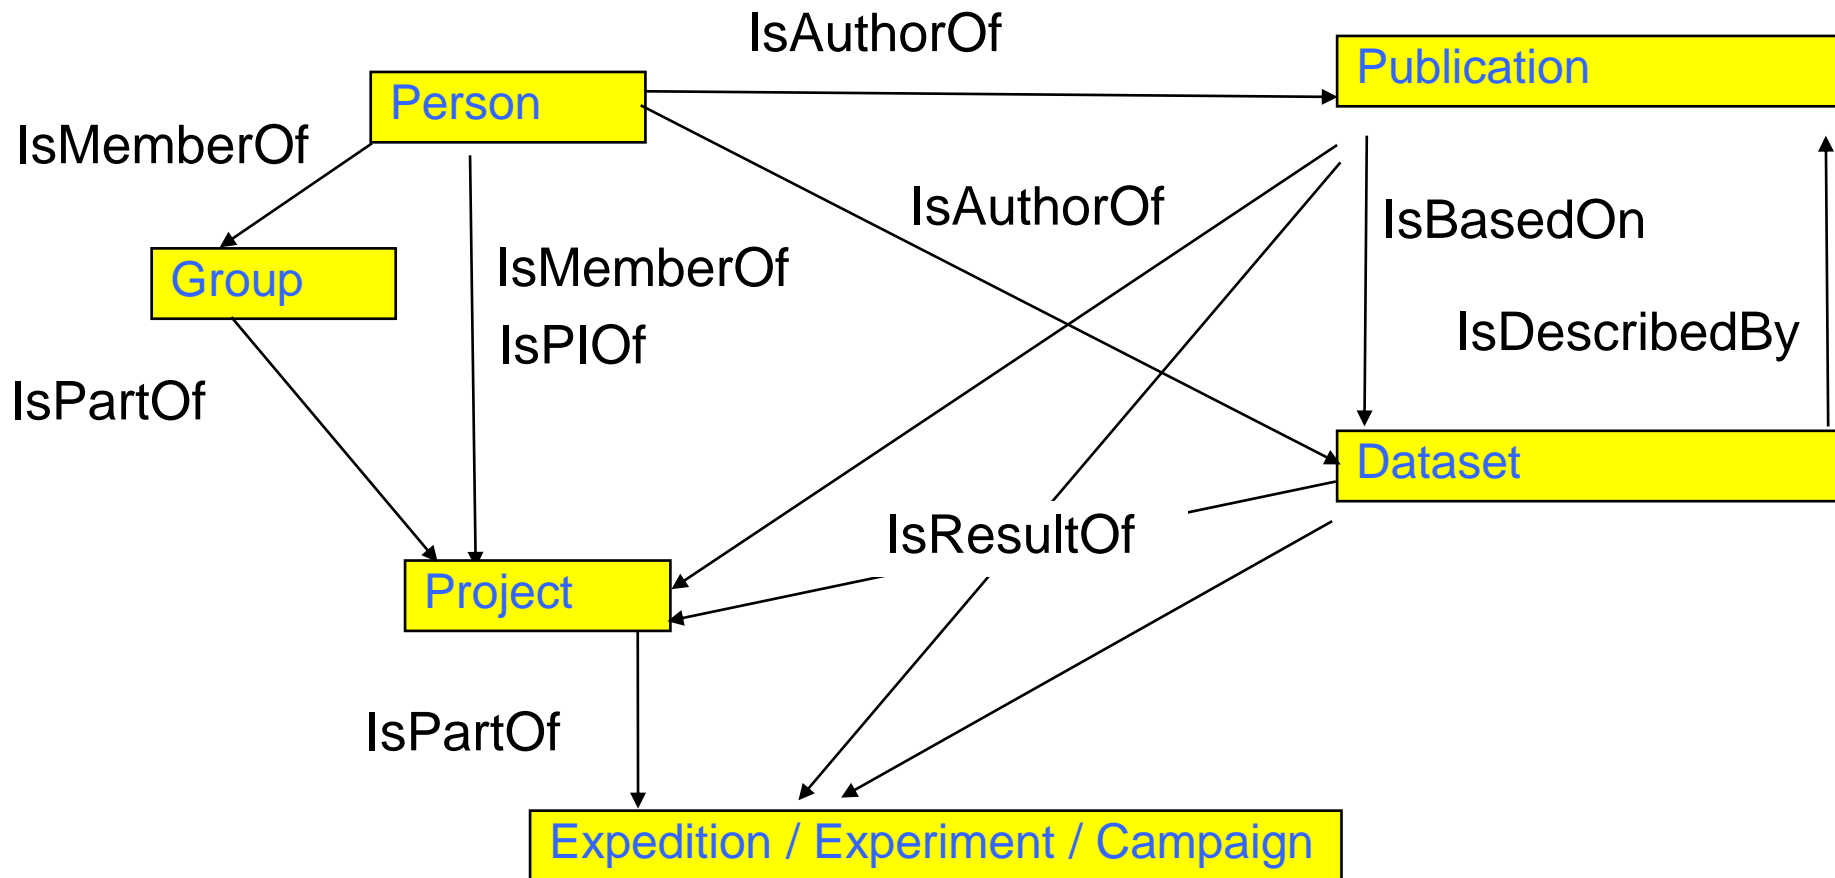 IsAuthorOf
Publication
Person
IsMemberOf
IsAuthorOf
IsBasedOn
Group
IsMemberOf
IsPIOf
IsDescribedBy
IsPartOf
Dataset
IsResultOf
Project
IsPartOf
Expedition / Experiment / Campaign